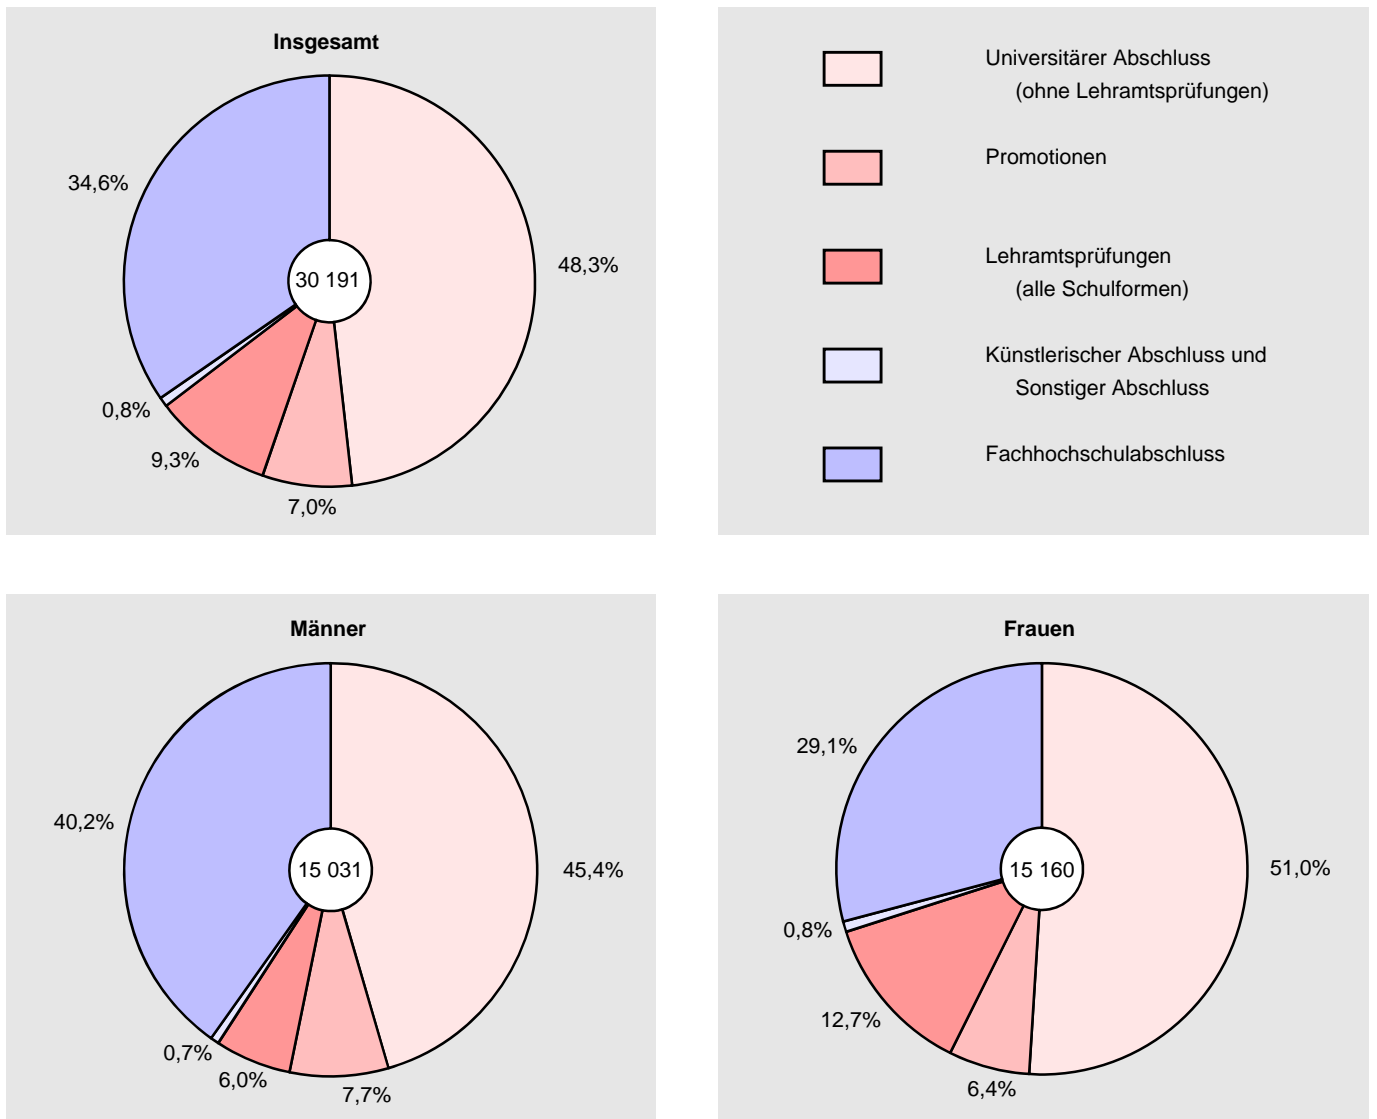 Insgesamt
34,6%
30 191
48,3%
0,8%
9,3%
7,0%
Universitärer Abschluss
(ohne Lehramtsprüfungen)
Promotionen
Lehramtsprüfungen
(alle Schulformen)
Künstlerischer Abschluss und
Sonstiger Abschluss
Fachhochschulabschluss
Männer
40,2%
15 031
45,4%
0,7%
6,0%
7,7%
Frauen
29,1%
15 160
51,0%
0,8%
12,7%
6,4%